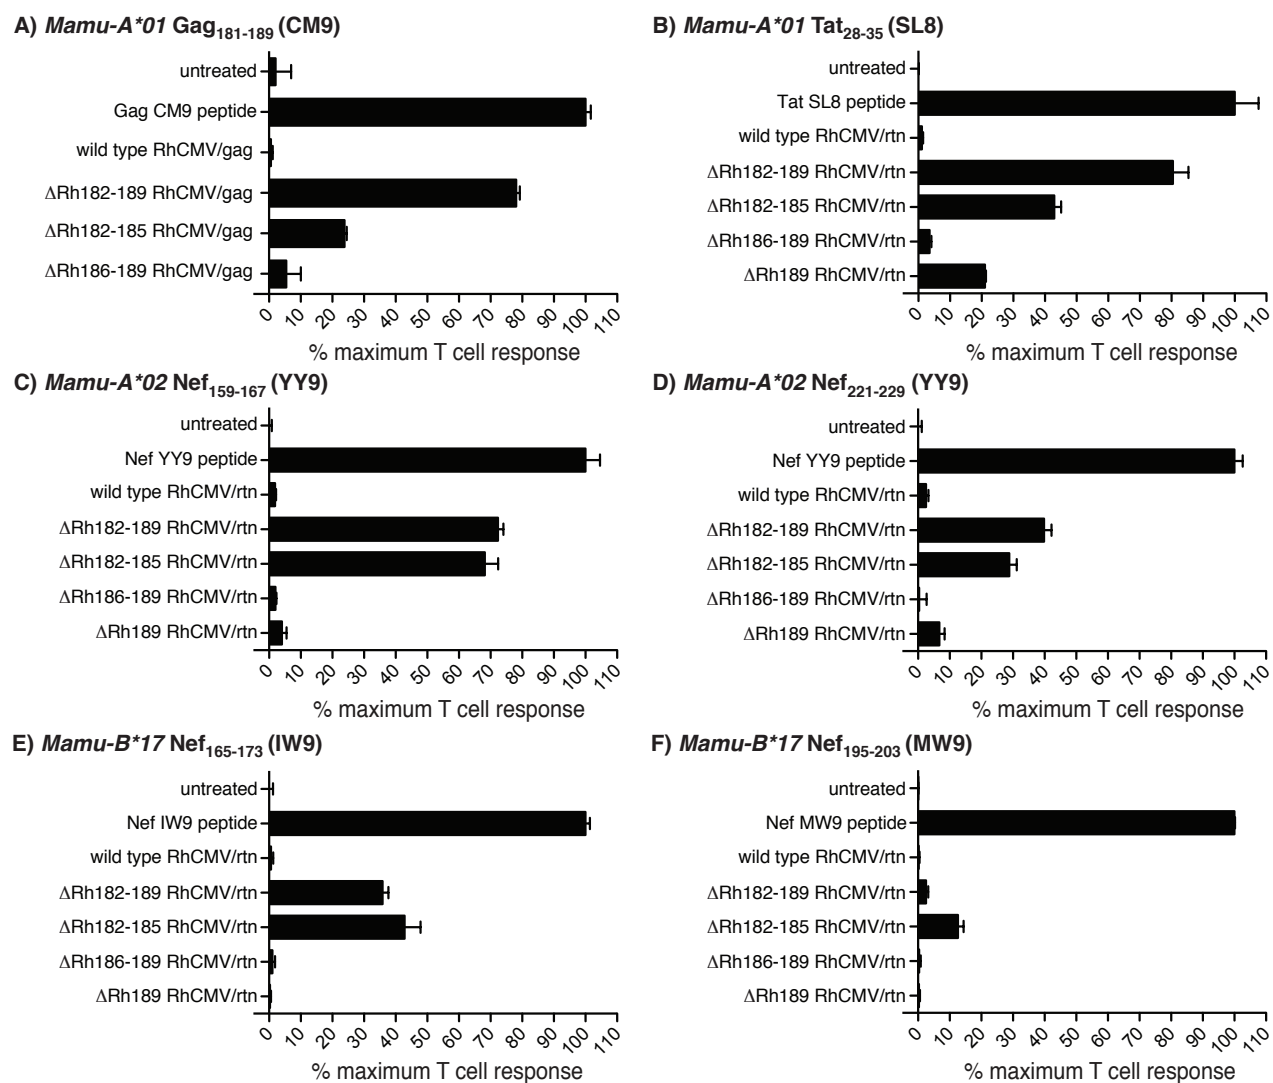 A) Mamu-A*01 Gag181-189 (CM9)
untreated
Gag CM9 peptide
wild type RhCMV/gag
ΔRh182-189 RhCMV/gag
ΔRh182-185 RhCMV/gag
ΔRh186-189 RhCMV/gag
0 10 20 30 40 50 60 70 80 90 100 110
% maximum T cell response
B) Mamu-A*01 Tat28-35 (SL8)
untreated
Tat SL8 peptide
wild type RhCMV/rtn
ΔRh182-189 RhCMV/rtn
ΔRh182-185 RhCMV/rtn
ΔRh186-189 RhCMV/rtn
ΔRh189 RhCMV/rtn
0 10 20 30 40 50 60 70 80 90 100 110
% maximum T cell response
C) Mamu-A*02 Nef159-167 (YY9)
untreated
Nef YY9 peptide
wild type RhCMV/rtn
ΔRh182-189 RhCMV/rtn
ΔRh182-185 RhCMV/rtn
ΔRh186-189 RhCMV/rtn
ΔRh189 RhCMV/rtn
0 10 20 30 40 50 60 70 80 90 100 110
% maximum T cell response
D) Mamu-A*02 Nef221-229 (YY9)
untreated
Nef YY9 peptide
wild type RhCMV/rtn
ΔRh182-189 RhCMV/rtn
ΔRh182-185 RhCMV/rtn
ΔRh186-189 RhCMV/rtn
ΔRh189 RhCMV/rtn
0 10 20 30 40 50 60 70 80 90 100 110
% maximum T cell response
E) Mamu-B*17 Nef165-173 (IW9)
untreated
Nef IW9 peptide
wild type RhCMV/rtn
ΔRh182-189 RhCMV/rtn
ΔRh182-185 RhCMV/rtn
ΔRh186-189 RhCMV/rtn
ΔRh189 RhCMV/rtn
0 10 20 30 40 50 60 70 80 90 100 110
% maximum T cell response
F) Mamu-B*17 Nef195-203 (MW9)
untreated
Nef MW9 peptide
wild type RhCMV/rtn
ΔRh182-189 RhCMV/rtn
ΔRh182-185 RhCMV/rtn
ΔRh186-189 RhCMV/rtn
ΔRh189 RhCMV/rtn
0 10 20 30 40 50 60 70 80 90 100 110
% maximum T cell response